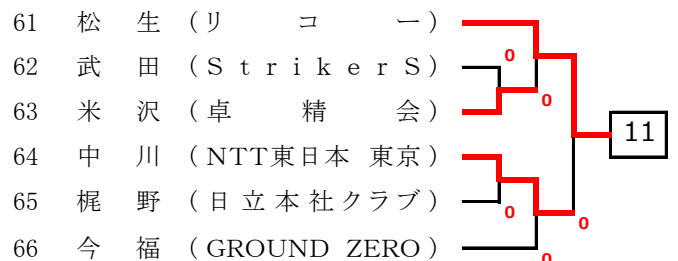 61 松 生 (リ コ ー)
0
62 武 田 (StrikerS)
0
63 米 沢 (卓 精 会)
11
64 中 川 (NTT東日本 東京)
65 梶 野 (日立本社クラブ)
0
0
66 今 福 (GROUND ZERO)
0